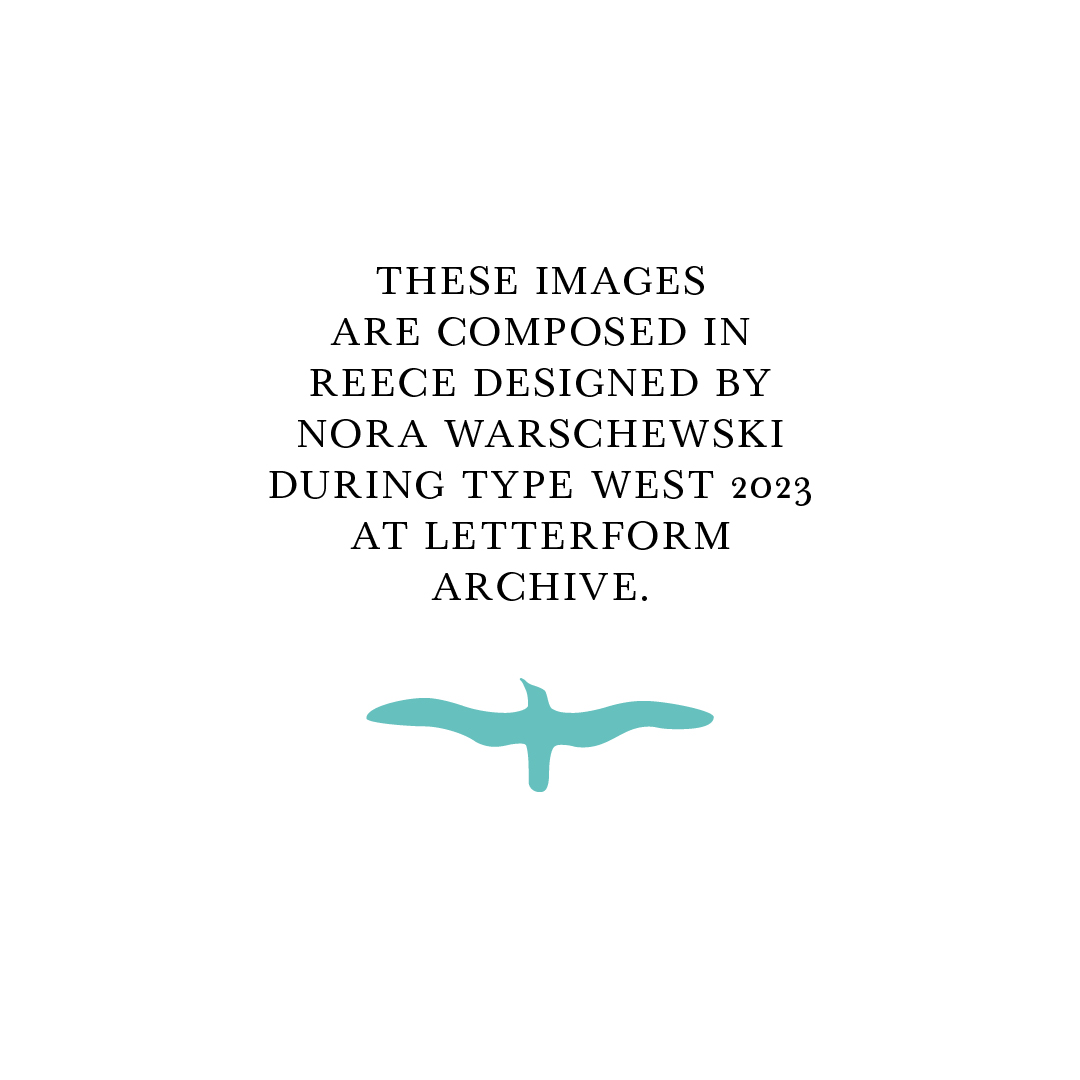 THESE IMAGES
ARE COMPOSED IN
REECE DESIGNED BY
NORA WARSCHEWSKI
DURING TYPE WEST 2023
AT LETTERFORM
ARCHIVE.